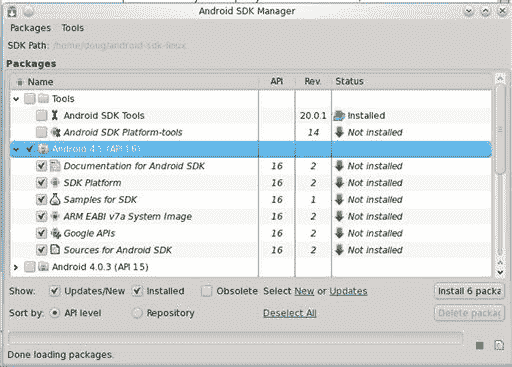 Android SDK Manager
Packages Tools
SDK Path: /home/doug/android-sdk-linux
Packages
Name API Rev. Status
Tools
Android SDK Tools 20.0.1 Installed
Android SDK Platform-tools 14 Not installed
Android 4.1 (API 16)
Documentation for Android SDK 16 2 Not installed
SDK Platform 16 2 Not installed
Samples for SDK 16 1 Not installed
ARM EABI v7a System Image 16 2 Not installed
Google APIs 16 2 Not installed
Sources for Android SDK 16 2 Not installed
Android 4.0.3 (API 15)
Show: Updates/New Installed Obsolete Select New or Updates Install 6 packa
Sort by: API level Repository Deselect All Delete packag
Done loading packages.